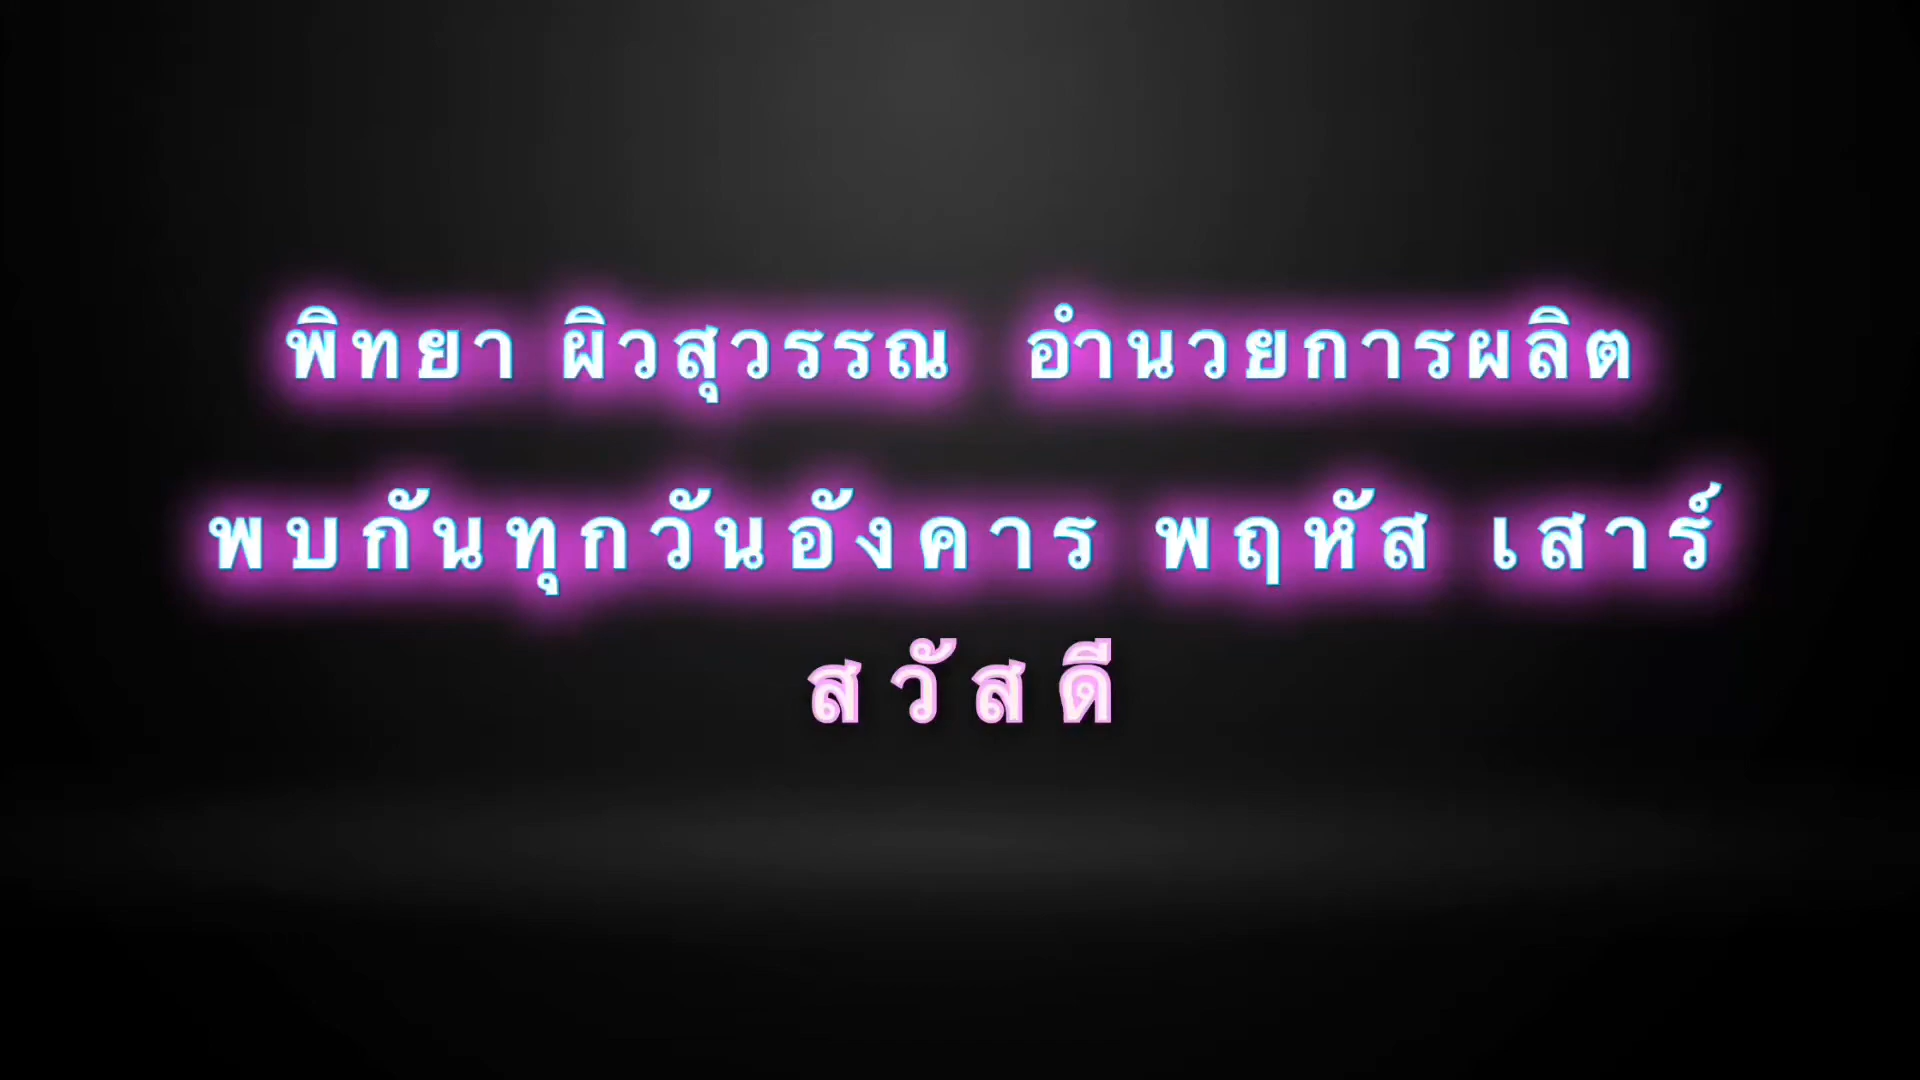 พิทยา ผิวสุวรรณ  อำนวยการผลิต
พบกันทุกวันอังคาร พฤหัส เสาร์
สวัสดี